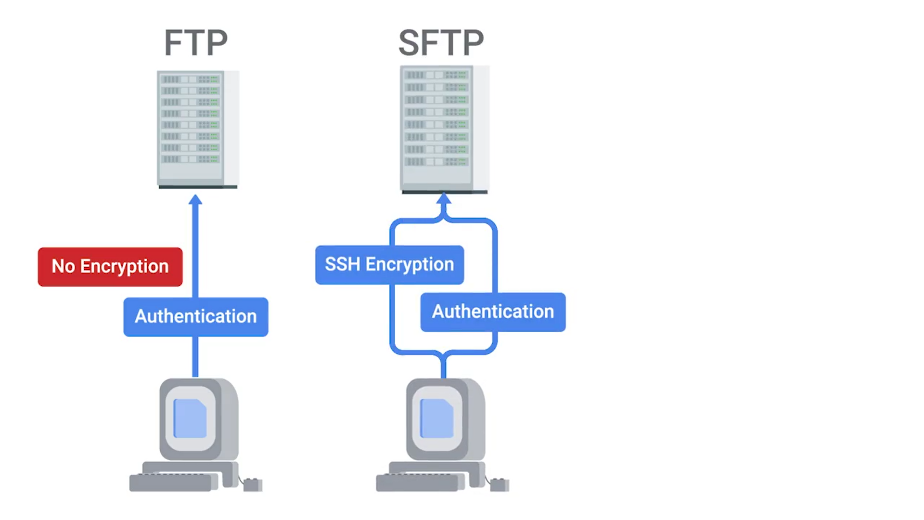 FTP
SFTP
No Encryption
Authentication
SSH Encryption
Authentication